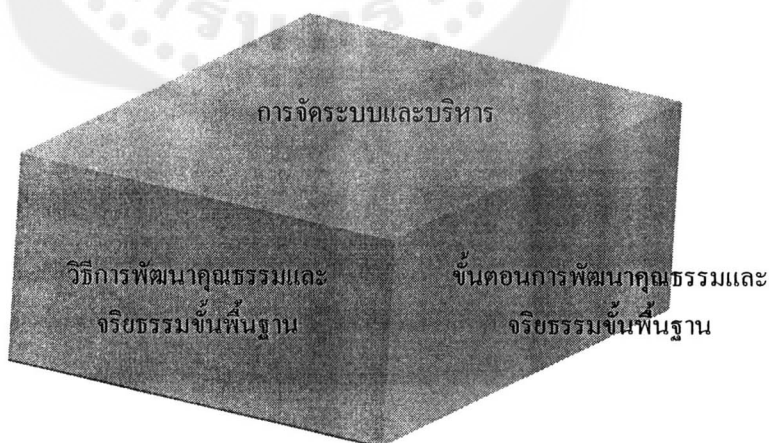 การจัดระบบและบริหาร
วิธีการพัฒนาคุณธรรมและ
จริยธรรมขั้นพื้นฐาน
ขั้นตอนการพัฒนาคุณธรรมและ
จริยธรรมขั้นพื้นฐาน